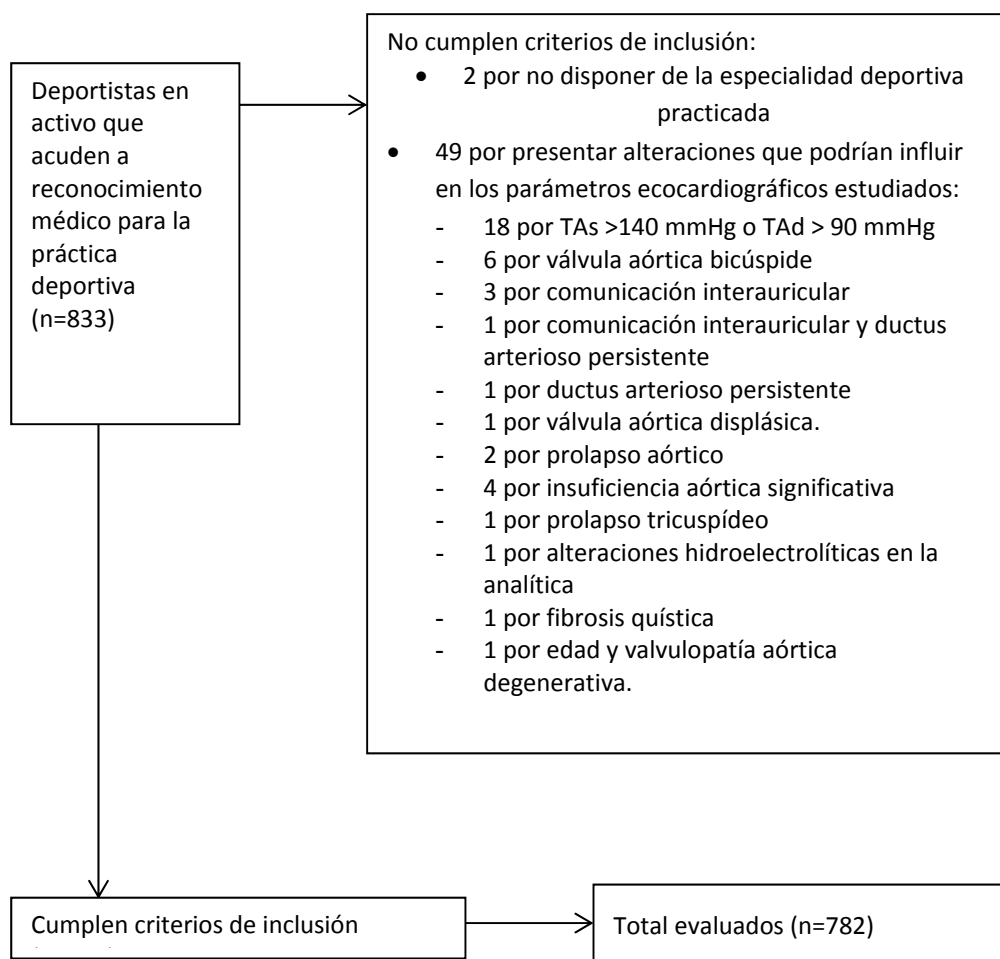 Deportistas en
activo que
acuden a
reconocimiento
médico para la
práctica
deportiva
(n=833)
No cumplen criterios de inclusión:
• 2 por no disponer de la especialidad deportiva
practicada
• 49 por presentar alteraciones que podrían influir
en los parámetros ecocardiográficos estudiados:
- 18 por TAs >140 mmHg o TAd > 90 mmHg
- 6 por válvula aórtica bicúspide
- 3 por comunicación interauricular
- 1 por comunicación interauricular y ductus
arterioso persistente
- 1 por ductus arterioso persistente
- 1 por válvula aórtica displásica.
- 2 por prolapso aórtico
- 4 por insuficiencia aórtica significativa
- 1 por prolapso tricuspídeo
- 1 por alteraciones hidroelectrolíticas en la
analítica
- 1 por fibrosis quística
- 1 por edad y valvulopatía aórtica
degenerativa.
Cumplen criterios de inclusión
Total evaluados (n=782)